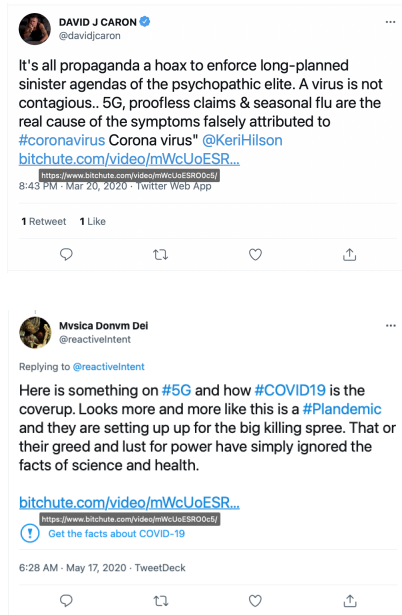 DAVID J CARON
@davidjcaron
It's all propaganda a hoax to enforce long-planned
sinister agendas of the psychopathic elite. A virus is not
contagious.. 5G, proofless claims & seasonal flu are the
real cause of the symptoms falsely attributed to
#coronavirus Corona virus" @KeriHilson
bitchute.com/video/mWcUoESR...
https://www.bitchute.com/video/mWcUoESRO0c5/
8:43 PM · Mar 20, 2020 · Twitter Web App
1 Retweet 1 Like
Mvsica Donvm Dei
@reactiveIntent
Replying to @reactiveIntent
Here is something on #5G and how #COVID19 is the
coverup. Looks more and more like this is a #Plandemic
and they are setting up up for the big killing spree. That or
their greed and lust for power have simply ignored the
facts of science and health.
bitchute.com/video/mWcUoESR...
https://www.bitchute.com/video/mWcUoESRO0c5/
Get the facts about COVID-19
6:28 AM · May 17, 2020 · TweetDeck